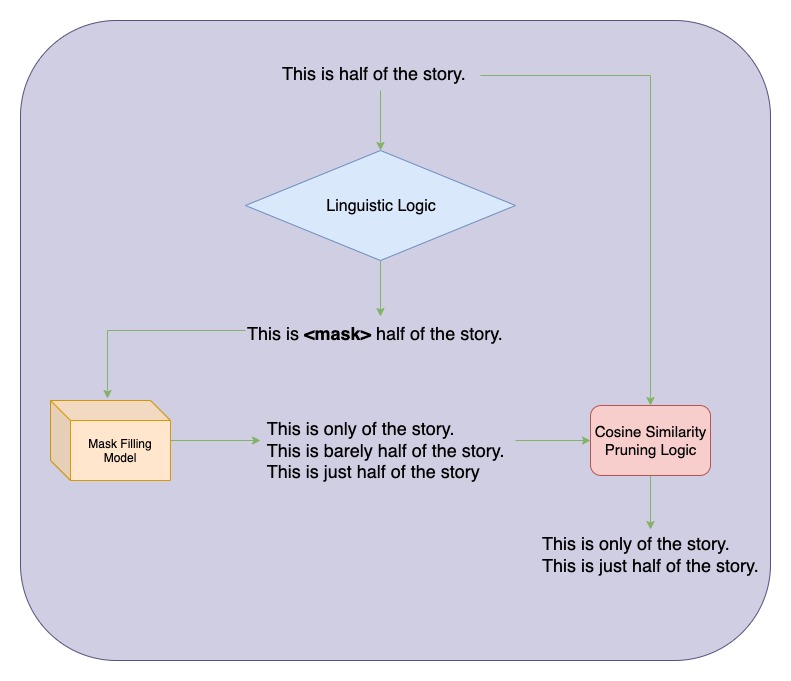 This is half of the story.
Linguistic Logic
This is <mask> half of the story.
Mask Filling
Model
This is only of the story.
This is barely half of the story.
This is just half of the story
Cosine Similarity
Pruning Logic
This is only of the story.
This is just half of the story.